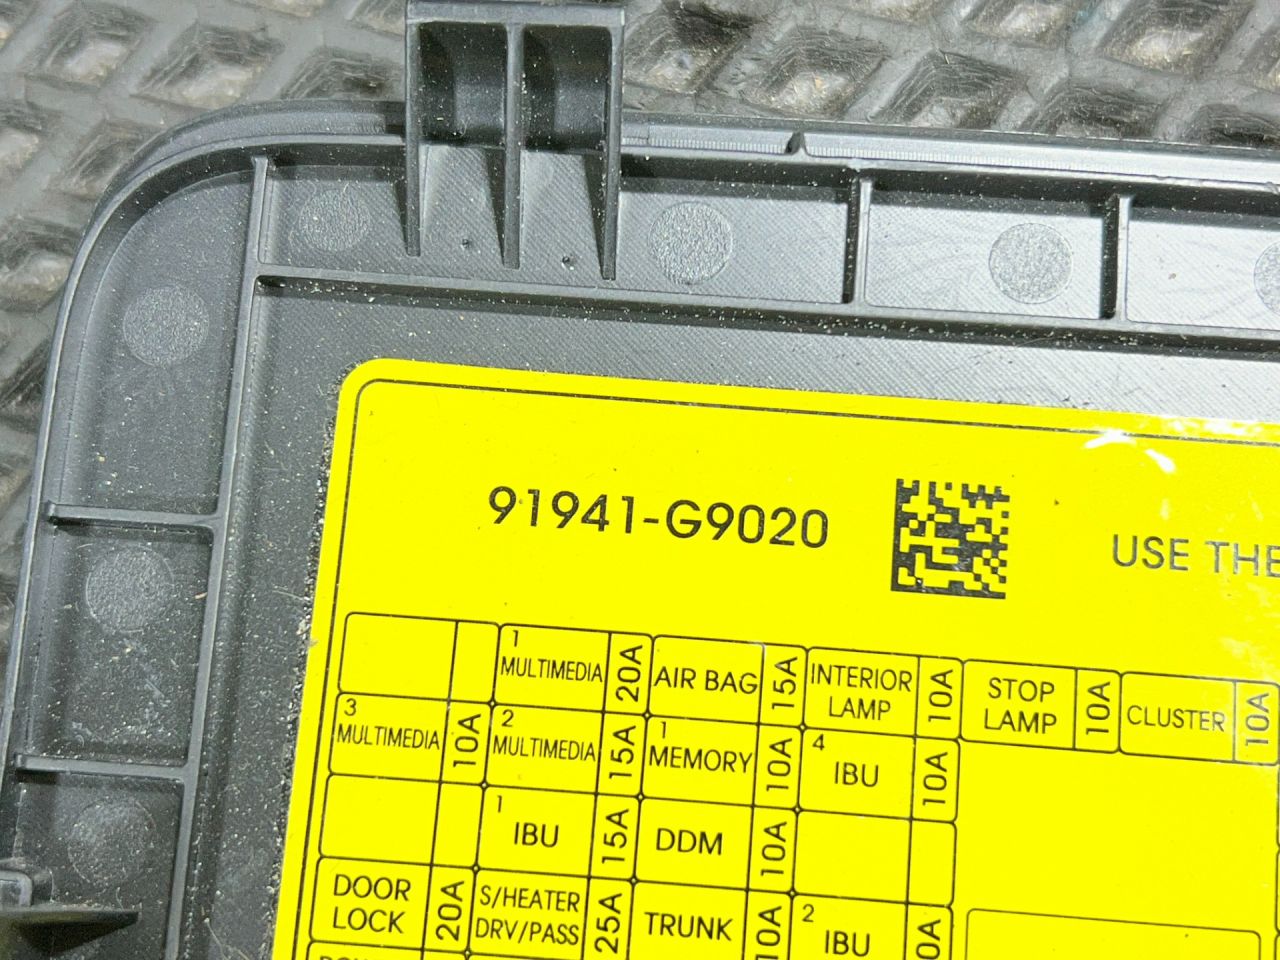 91941-G9020
USE THE
1 MULTIMEDIA 20A AIR BAG 15A INTERIOR LAMP 10A STOP LAMP 10A CLUSTER 10A
3 MULTIMEDIA 10A 2 MULTIMEDIA 15A 1 MEMORY 10A 4 IBU 10A
1 IBU 15A DDM 10A
DOOR LOCK 20A S/HEATER DRV/PASS 25A TRUNK 10A 2 IBU 0A